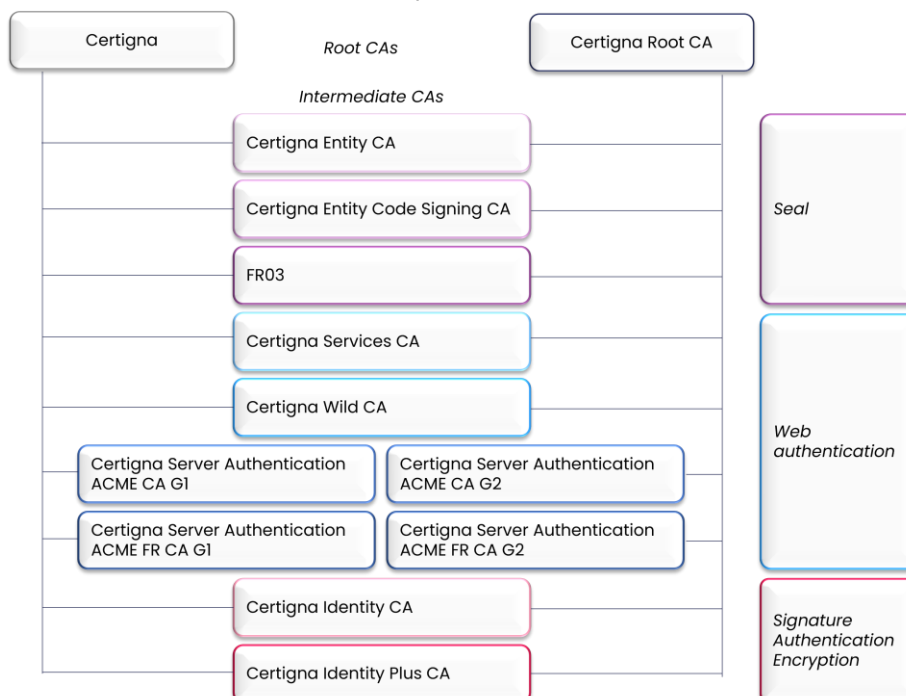 Certigna
Root CAs
Certigna Root CA
Intermediate CAs
Certigna Entity CA
Certigna Entity Code Signing CA
Seal
FR03
Certigna Services CA
Certigna Wild CA
Web
authentication
Certigna Server Authentication
ACME CA G1
Certigna Server Authentication
ACME CA G2
Certigna Server Authentication
ACME FR CA G1
Certigna Server Authentication
ACME FR CA G2
Certigna Identity CA
Certigna Identity Plus CA
Signature
Authentication
Encryption